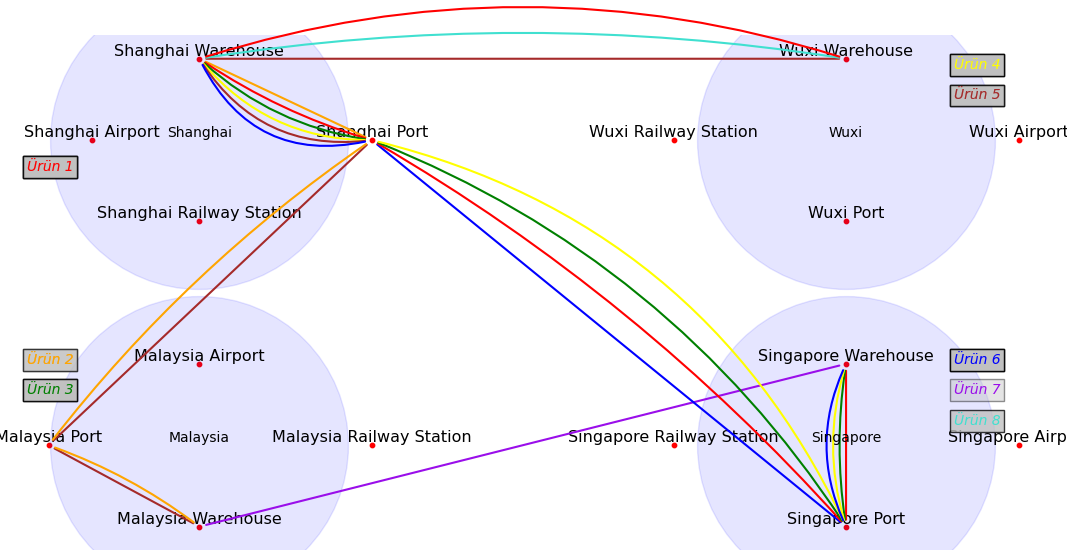 Shanghai Warehouse
Wuxi Warehouse
Ürün 4
Ürün 5
Shanghai Airport
Shanghai
Shanghai Port
Wuxi Railway Station
Wuxi
Wuxi Airport
Ürün 1
Shanghai Railway Station
Wuxi Port
Ürün 2
Malaysia Airport
Singapore Warehouse
Ürün 6
Ürün 3
Ürün 7
Ürün 8
Malaysia Port
Malaysia
Malaysia Railway Station
Singapore Railway Station
Singapore
Singapore Airp
Malaysia Warehouse
Singapore Port